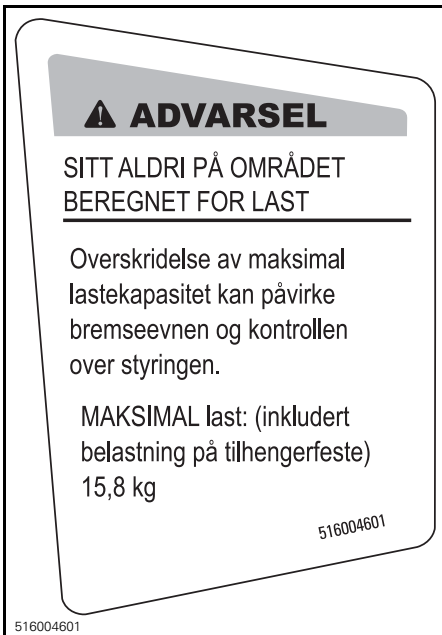 ADVARSEL
SITT ALDRI PÅ OMRÅDET
BEREGNET FOR LAST
Overskridelse av maksimal
lastekapasitet kan påvirke
bremseevnen og kontrollen
over styringen.
MAKSIMAL last: (inkludert
belastning på tilhengerfeste)
15,8 kg
516004601
516004601